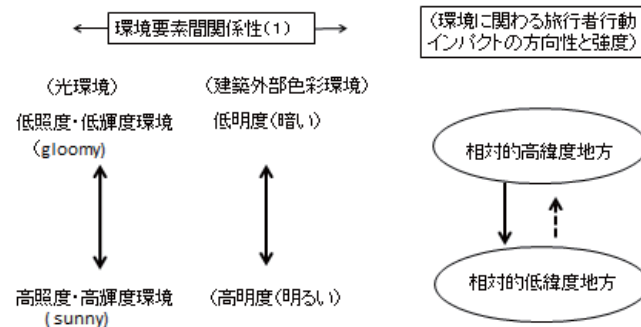 環境要素間関係性(1)
(環境に関わる旅行者行動
インパクトの方向性と強度)
(光環境)
(建築外部色彩環境)
低照度・低輝度環境
低明度(暗い)
(gloomy)
相対的高緯度地方
相対的低緯度地方
高照度・高輝度環境
(高明度(明るい)
(sunny)